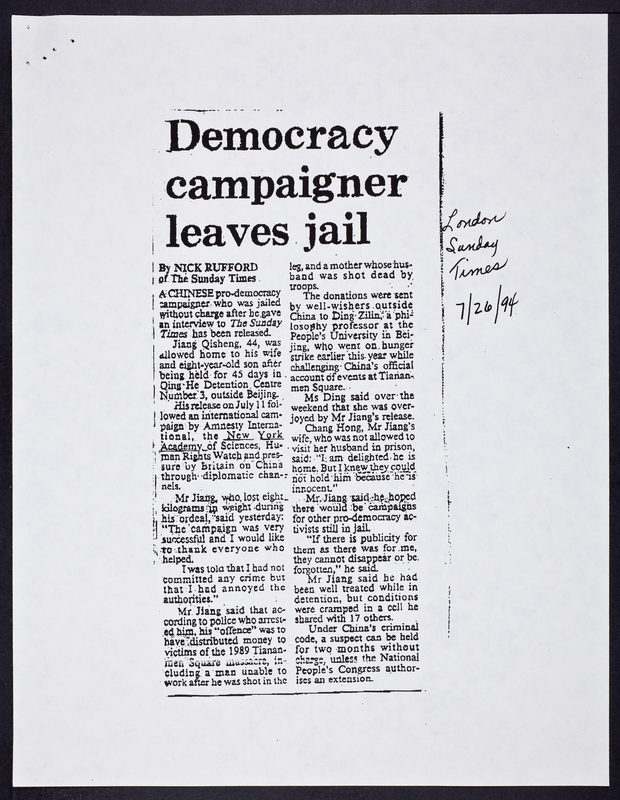 Democracy
campaigner
leaves jail
By NICK RUFFORD
of The Sunday Times
A CHINESE pro-democracy
campaigner who was jailed
without charge after he gave
an interview to The Sunday
Times has been released.
Jiang Qisheng, 44, was
allowed home to his wife
and eight-year-old son after
being held for 45 days in
Qing He Detention Centre
Number 3, outside Beijing.
His release on July 11 fol-
lowed an international cam-
paign by Amnesty Interna-
tional, the New York
Academy of Sciences, Hu-
man Rights Watch and pres-
sure by Britain on China
through diplomatic chan-
nels.
Mr Jiang, who lost eight
kilograms in weight during
his ordeal, said yesterday:
"The campaign was very
successful and I would like
to thank everyone who
helped.
I was told that I had not
committed any crime but
that I had annoyed the
authorities."
Mr Jiang said that ac-
cording to police who arrest-
ed him, his "offence" was to
have distributed money to
victims of the 1989 Tianan-
men Square massacre, in-
cluding a man unable to
work after he was shot in the
leg, and a mother whose hus-
band was shot dead by
troops.
The donations were sent
by well-wishers outside
China to Ding Zilin, a phi-
losophy professor at the
People's University in Bei-
jing, who went on hunger
strike earlier this year while
challenging China's official
account of events at Tianan-
men Square.
Ms Ding said over the
weekend that she was over-
joyed by Mr Jiang's release.
Chang Hong, Mr Jiang's
wife, who was not allowed to
visit her husband in prison,
said: "I am delighted he is
home. But I knew they could
not hold him because he is
innocent."
Mr Jiang said he hoped
there would be campaigns
for other pro-democracy ac-
tivists still in jail.
"If there is publicity for
them as there was for me,
they cannot disappear or be
forgotten," he said.
Mr Jiang said he had
been well treated while in
detention, but conditions
were cramped in a cell he
shared with 17 others.
Under China's criminal
code, a suspect can be held
for two months without
charge, unless the National
People's Congress author-
ises an extension.
London
Sunday
Times
7/26/94